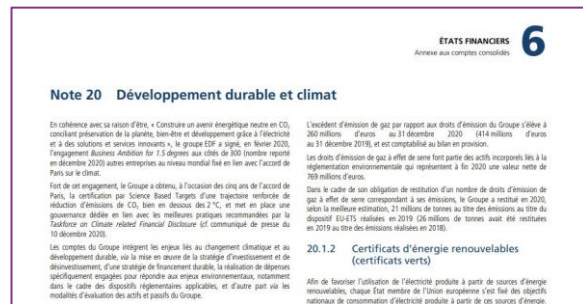 ÉTATS FINANCIERS
Annexe aux comptes consolidés
6
Note 20 Développement durable et climat
En cohérence avec sa raison d'être, « Construire un avenir énergétique neutre en CO₂
conciliant préservation de la planète, bien-être et développement grâce à l'électricité
et à des solutions et services innovants », le groupe EDF a signé, en février 2020,
l'engagement Business Ambition for 1.5 degrees aux côtés de 300 (nombre reporté
en décembre 2020) autres entreprises au niveau mondial fixé en lien avec l'accord de
Paris sur le climat.
Fort de cet engagement, le Groupe a obtenu, à l'occasion des cinq ans de l'accord de
Paris, la certification par Science Based Targets d'une trajectoire renforcée de
réduction d'émissions de CO₂ bien en dessous des 2 °C, et met en place une
gouvernance dédiée en lien avec les meilleures pratiques recommandées par la
Taskforce on Climate related Financial Disclosure (cf. communiqué de presse du
10 décembre 2020).
Les comptes du Groupe intègrent les enjeux liés au changement climatique et au
développement durable, via la mise en œuvre de la stratégie d'investissement et de
désinvestissement, d'une stratégie de financement durable, la réalisation de dépenses
spécifiquement engagées pour répondre aux enjeux environnementaux, notamment
dans le cadre des dispositifs réglementaires applicables, et d'autre part via les
modalités d'évaluation des actifs et passifs du Groupe.
L'excédent d'émission de gaz par rapport aux droits d'émission du Groupe s'élève à
260 millions d'euros au 31 décembre 2020 (414 millions d'euros
au 31 décembre 2019), et est comptabilisé au bilan en provision.
Les droits d'émission de gaz à effet de serre font partie des actifs incorporels liés à la
réglementation environnementale qui représentent à fin 2020 une valeur nette de
769 millions d'euros.
Dans le cadre de son obligation de restitution d'un nombre de droits d'émission de
gaz à effet de serre correspondant à ses émissions, le Groupe a restitué en 2020,
selon la meilleure estimation, 21 millions de tonnes au titre des émissions au titre du
dispositif EU-ETS réalisées en 2019 (26 millions de tonnes avait été restituées
en 2019 au titre des émissions réalisées en 2018).
20.1.2 Certificats d'énergie renouvelables
(certificats verts)
Afin de favoriser l'utilisation de l'électricité produite à partir de sources d'énergie
renouvelables, chaque État membre de l'Union européenne s'est fixé des objectifs
nationaux de consommation d'électricité produite à partir de ces sources d'énergie.